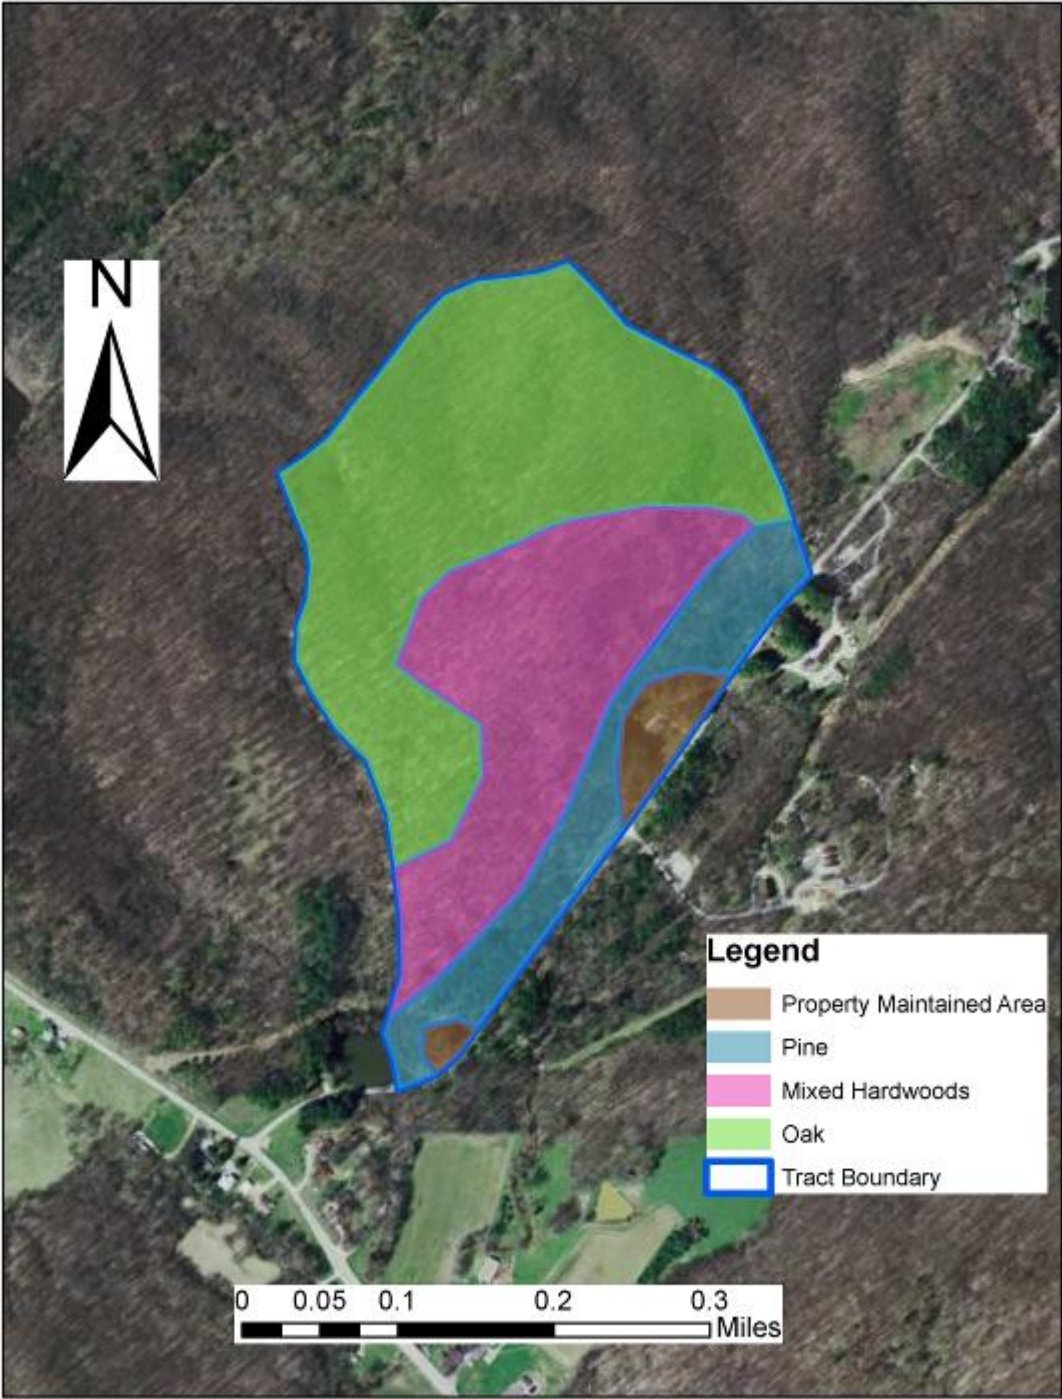 N
Legend
Property Maintained Area
Pine
Mixed Hardwoods
Oak
Tract Boundary
0 0.05 0.1 0.2 0.3
Miles